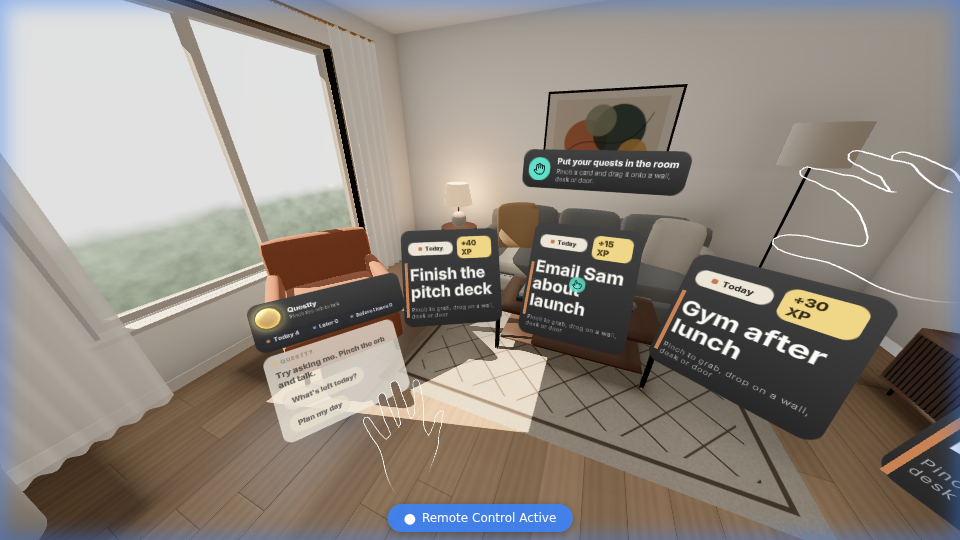 Put your quests in the room
Pinch a card and drag it onto a wall,
desk or door.
Today
+40
XP
Finish the
pitch deck
Pinch to grab, drag on a wall,
desk or door
Today
+15
XP
Email Sam
about
launch
Pinch to grab, drop on a wall,
desk or door
Today
+30
XP
Gym after
lunch
Pinch to grab, drop on a wall,
desk or door
Questly
Today 4
Later 0
QUESTLY
Try asking me. Pinch the orb
and talk.
What's left today?
Plan my day
desk
Remote Control Active